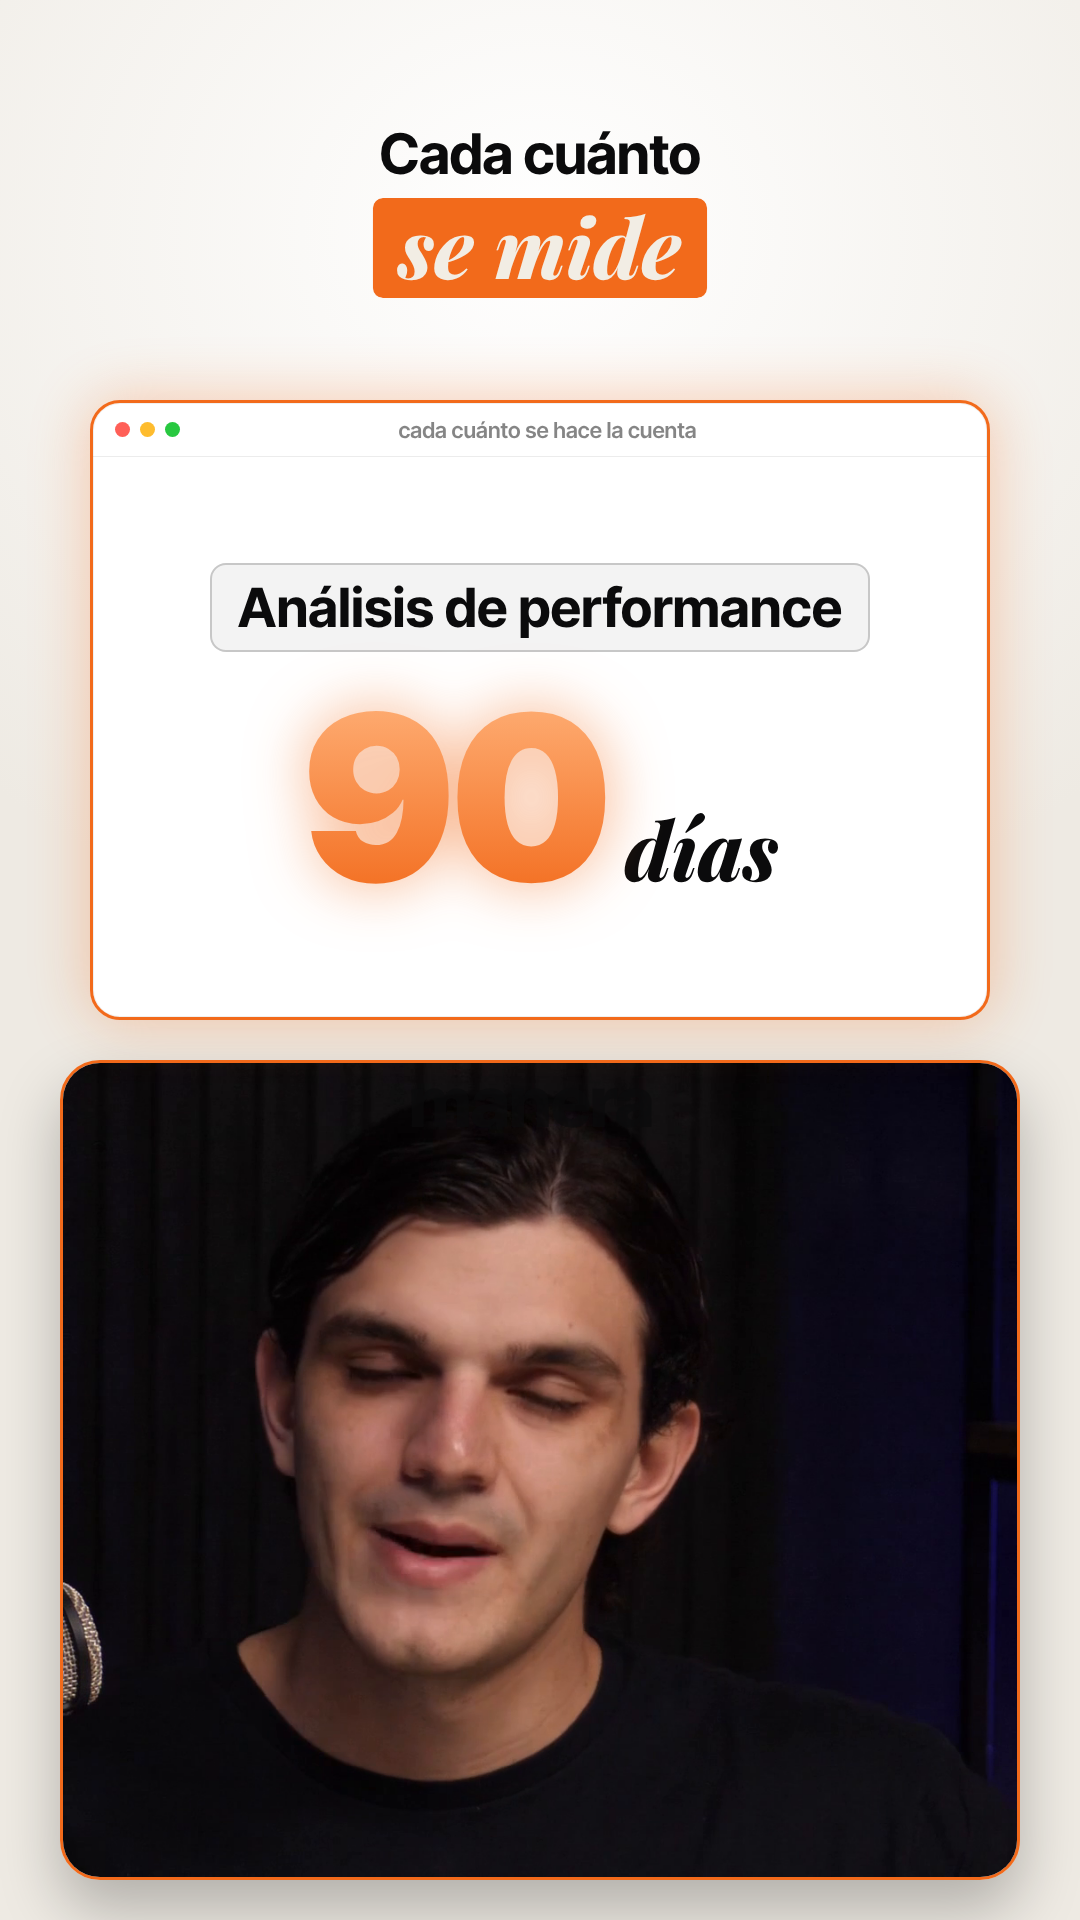 Cada cuánto
se mide
cada cuánto se hace la cuenta
Análisis de performance
90 días